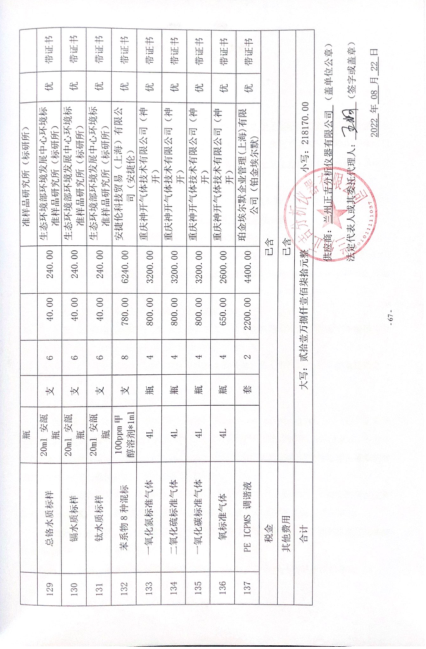 瓶 准样品研究所（标研所）
129 总铬水质标样 20ml 安瓿瓶 支 6 40.00 240.00 生态环境部环境发展中心环境标准样品研究所（标研所） 优 带证书
130 镉水质标样 20ml 安瓿瓶 支 6 40.00 240.00 生态环境部环境发展中心环境标准样品研究所（标研所） 优 带证书
131 钛水质标样 20ml 安瓿瓶 支 6 40.00 240.00 生态环境部环境发展中心环境标准样品研究所（标研所） 优 带证书
132 苯系物 8 种混标 100ppm 甲醇溶剂*1ml 支 8 780.00 6240.00 安捷伦科技贸易（上海）有限公司（安捷伦） 优 带证书
133 一氧化氮标准气体 4L 瓶 4 800.00 3200.00 重庆神开气体技术有限公司（神开） 优 带证书
134 二氧化硫标准气体 4L 瓶 4 800.00 3200.00 重庆神开气体技术有限公司（神开） 优 带证书
135 一氧化碳标准气体 4L 瓶 4 800.00 3200.00 重庆神开气体技术有限公司（神开） 优 带证书
136 氧标准气体 4L 瓶 4 650.00 2600.00 重庆神开气体技术有限公司（神开） 优 带证书
137 PE ICPMS 调谐液 套 2 2200.00 4400.00 珀金埃尔默企业管理(上海)有限公司（铂金埃尔默） 优 带证书
税金 已含
其他费用 已含
合计 大写：贰拾壹万捌仟壹佰柒拾元整 小写：218170.00
供应商：兰州正吉分析仪器有限公司（盖单位公章）
法定代表人或其委托代理人：（签字或盖章）
2022 年 08 月 22 日
-67-